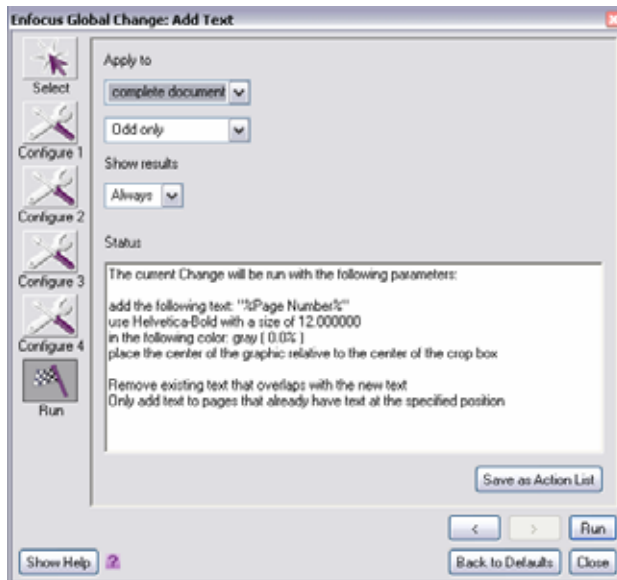 Enfocus Global Change: Add Text
Select
Configure 1
Configure 2
Configure 3
Configure 4
Run
Apply to
complete document
Odd only
Show results
Always
Status
The current Change will be run with the following parameters:
add the following text: "%Page Number%"
use Helvetica-Bold with a size of 12.000000
in the following color: gray ( 0.0% )
place the center of the graphic relative to the center of the crop box
Remove existing text that overlaps with the new text
Only add text to pages that already have text at the specified position
Save as Action List
< > Run
Show Help ? Back to Defaults Close